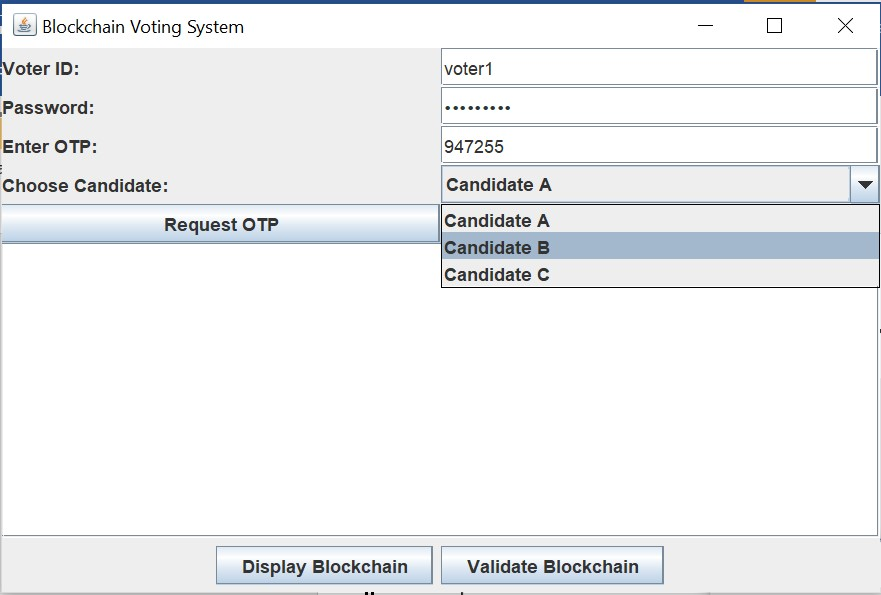 Blockchain Voting System
Voter ID: voter1
Password: •••••••••
Enter OTP: 947255
Choose Candidate: Candidate A
Request OTP
Candidate A
Candidate B
Candidate C
Display Blockchain Validate Blockchain